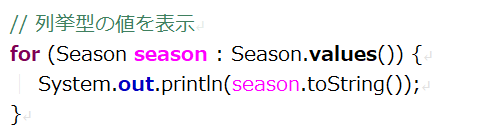 // 列挙型の値を表示
for (Season season : Season.values()) {
    System.out.println(season.toString());
}